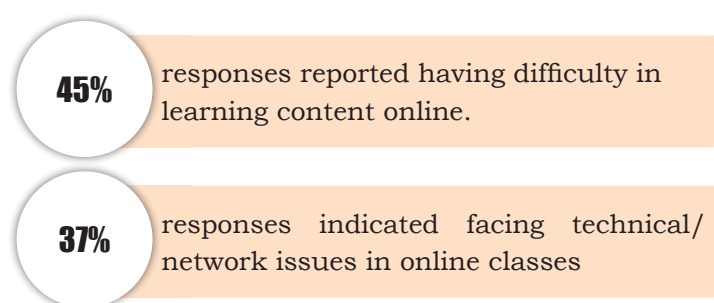 45%
responses reported having difficulty in
learning content online.
37%
responses indicated facing technical/
network issues in online classes